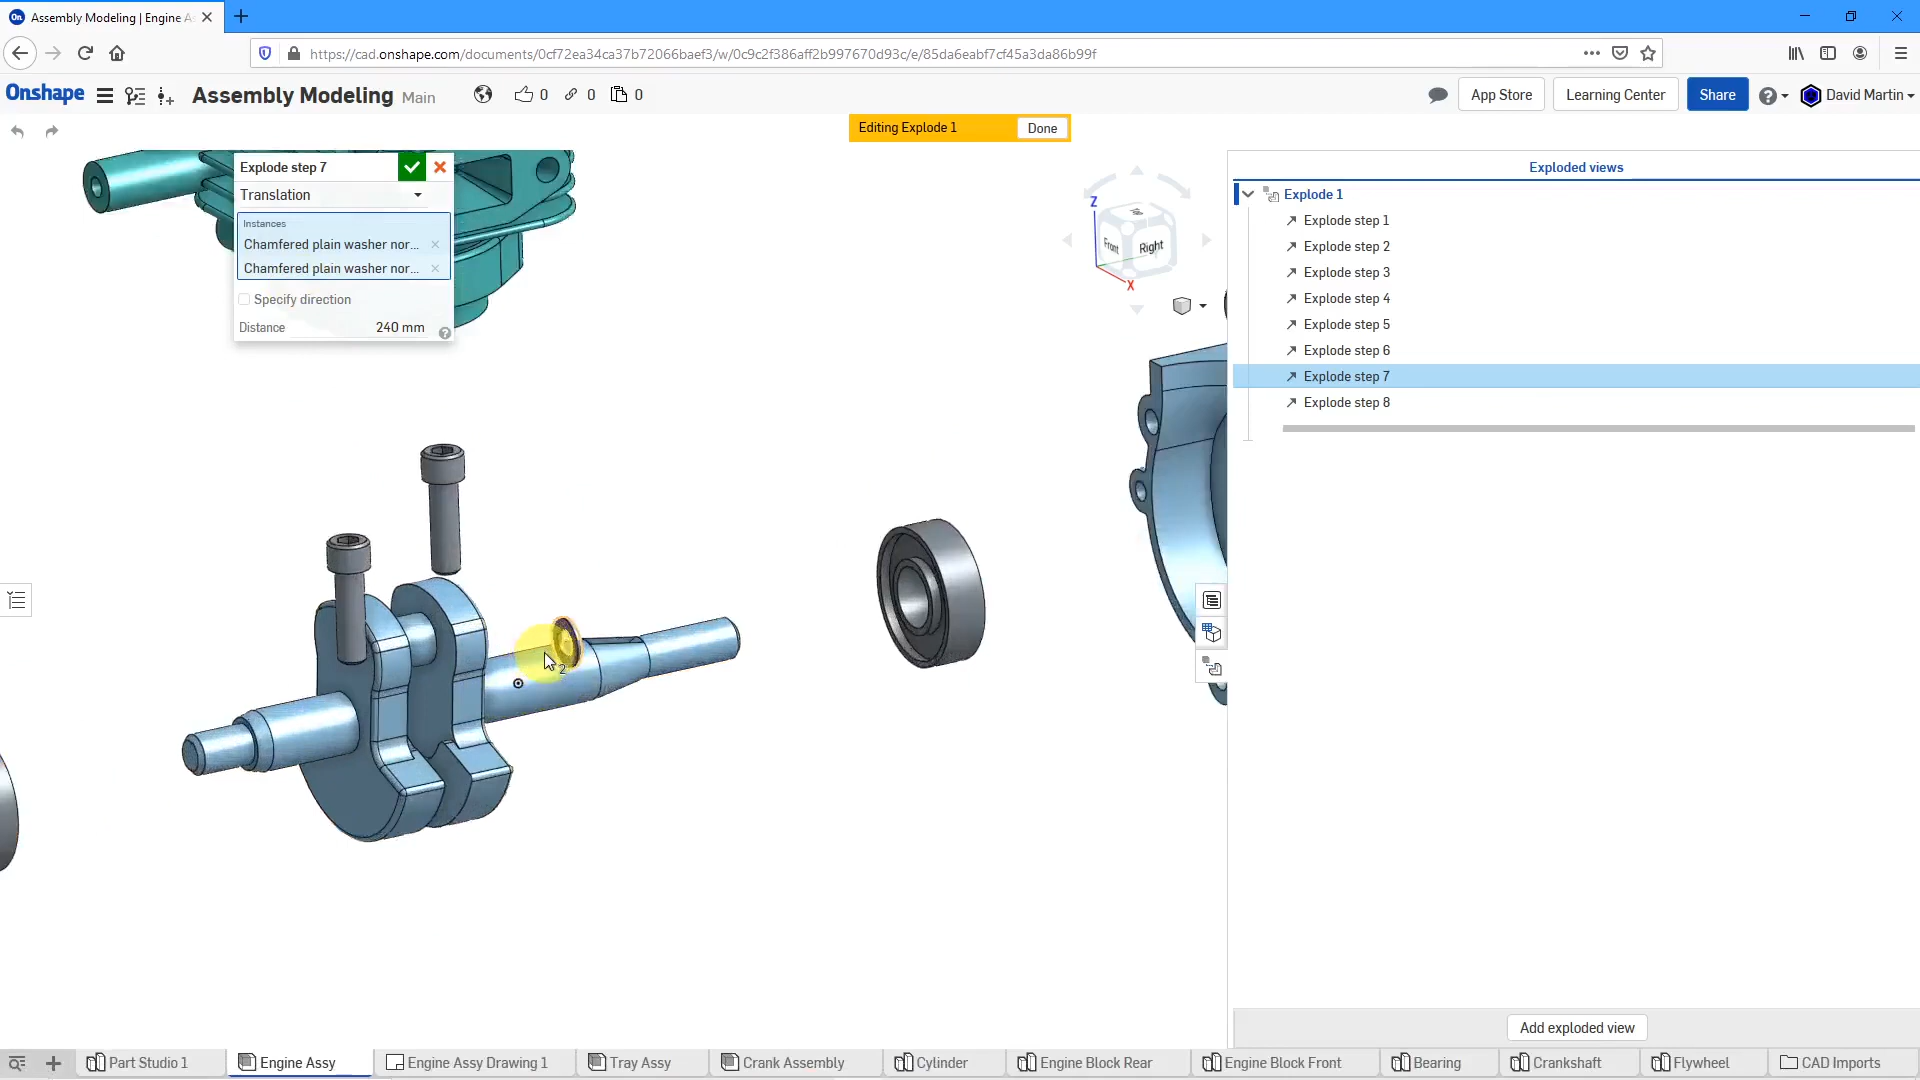 Assembly Modeling | Engine A
https://cad.onshape.com/documents/0cf72ea34ca37b72066baef3/w/0c9c2f386aff2b997670d93c/e/85da6eabf7cf45a3da86b99f
Onshape Assembly Modeling Main 0 0 0 App Store Learning Center Share David Martin
Editing Explode 1 Done
Explode step 7
Translation
Instances
Chamfered plain washer nor...
Chamfered plain washer nor...
Specify direction
Distance 240 mm
Z
Front
Right
X
2
Exploded views
Explode 1
Explode step 1
Explode step 2
Explode step 3
Explode step 4
Explode step 5
Explode step 6
Explode step 7
Explode step 8
Add exploded view
Part Studio 1 Engine Assy Engine Assy Drawing 1 Tray Assy Crank Assembly Cylinder Engine Block Rear Engine Block Front Bearing Crankshaft Flywheel CAD Imports